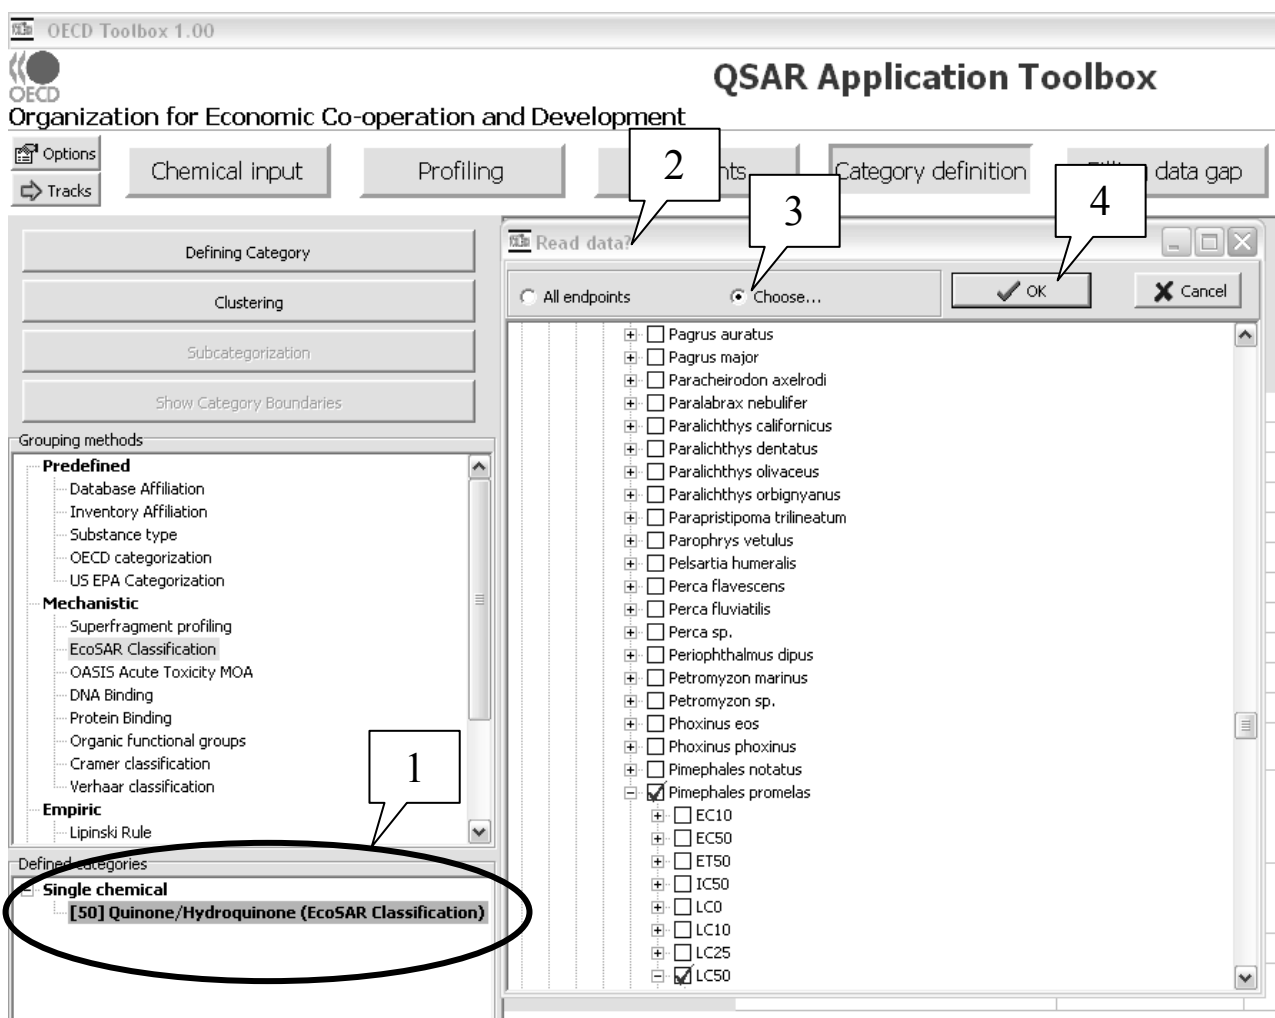 OECD Toolbox 1.00
OECD
QSAR Application Toolbox
Organization for Economic Co-operation and Development
Options
Tracks
Chemical input
Profiling
Category definition
data gap
2
3
4
Defining Category
Clustering
Subcategorization
Show Category Boundaries
Grouping methods
Predefined
Database Affiliation
Inventory Affiliation
Substance type
OECD categorization
US EPA Categorization
Mechanistic
Superfragment profiling
EcoSAR Classification
OASIS Acute Toxicity MOA
DNA Binding
Protein Binding
Organic functional groups
Cramer classification
Verhaar classification
Empiric
Lipinski Rule
1
Defined categories
Single chemical
[50] Quinone/Hydroquinone (EcoSAR Classification)
Read data?
All endpoints
Choose...
OK
Cancel
Pagrus auratus
Pagrus major
Paracheirodon axelrodi
Paralabrax nebulifer
Paralichthys californicus
Paralichthys dentatus
Paralichthys olivaceus
Paralichthys orbignyanus
Parapristipoma trilineatum
Parophrys vetulus
Pelsartia humeralis
Perca flavescens
Perca fluviatilis
Perca sp.
Periophthalmus dipus
Petromyzon marinus
Petromyzon sp.
Phoxinus eos
Phoxinus phoxinus
Pimephales notatus
Pimephales promelas
EC10
EC50
ET50
IC50
LC0
LC10
LC25
LC50